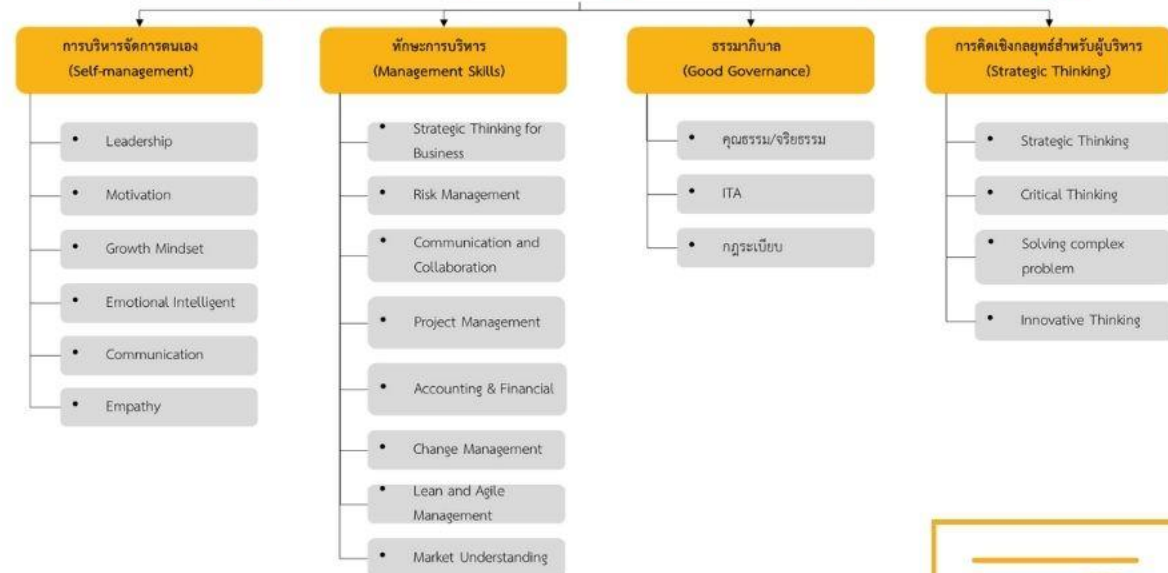 การบริหารจัดการตนเอง
(Self-management)
Leadership
Motivation
Growth Mindset
Emotional Intelligent
Communication
Empathy
ทักษะการบริหาร
(Management Skills)
Strategic Thinking for
Business
Risk Management
Communication and
Collaboration
Project Management
Accounting & Financial
Change Management
Lean and Agile
Management
Market Understanding
ธรรมาภิบาล
(Good Governance)
คุณธรรม/จริยธรรม
ITA
กฎระเบียบ
การคิดเชิงกลยุทธ์สำหรับผู้บริหาร
(Strategic Thinking)
Strategic Thinking
Critical Thinking
Solving complex
problem
Innovative Thinking